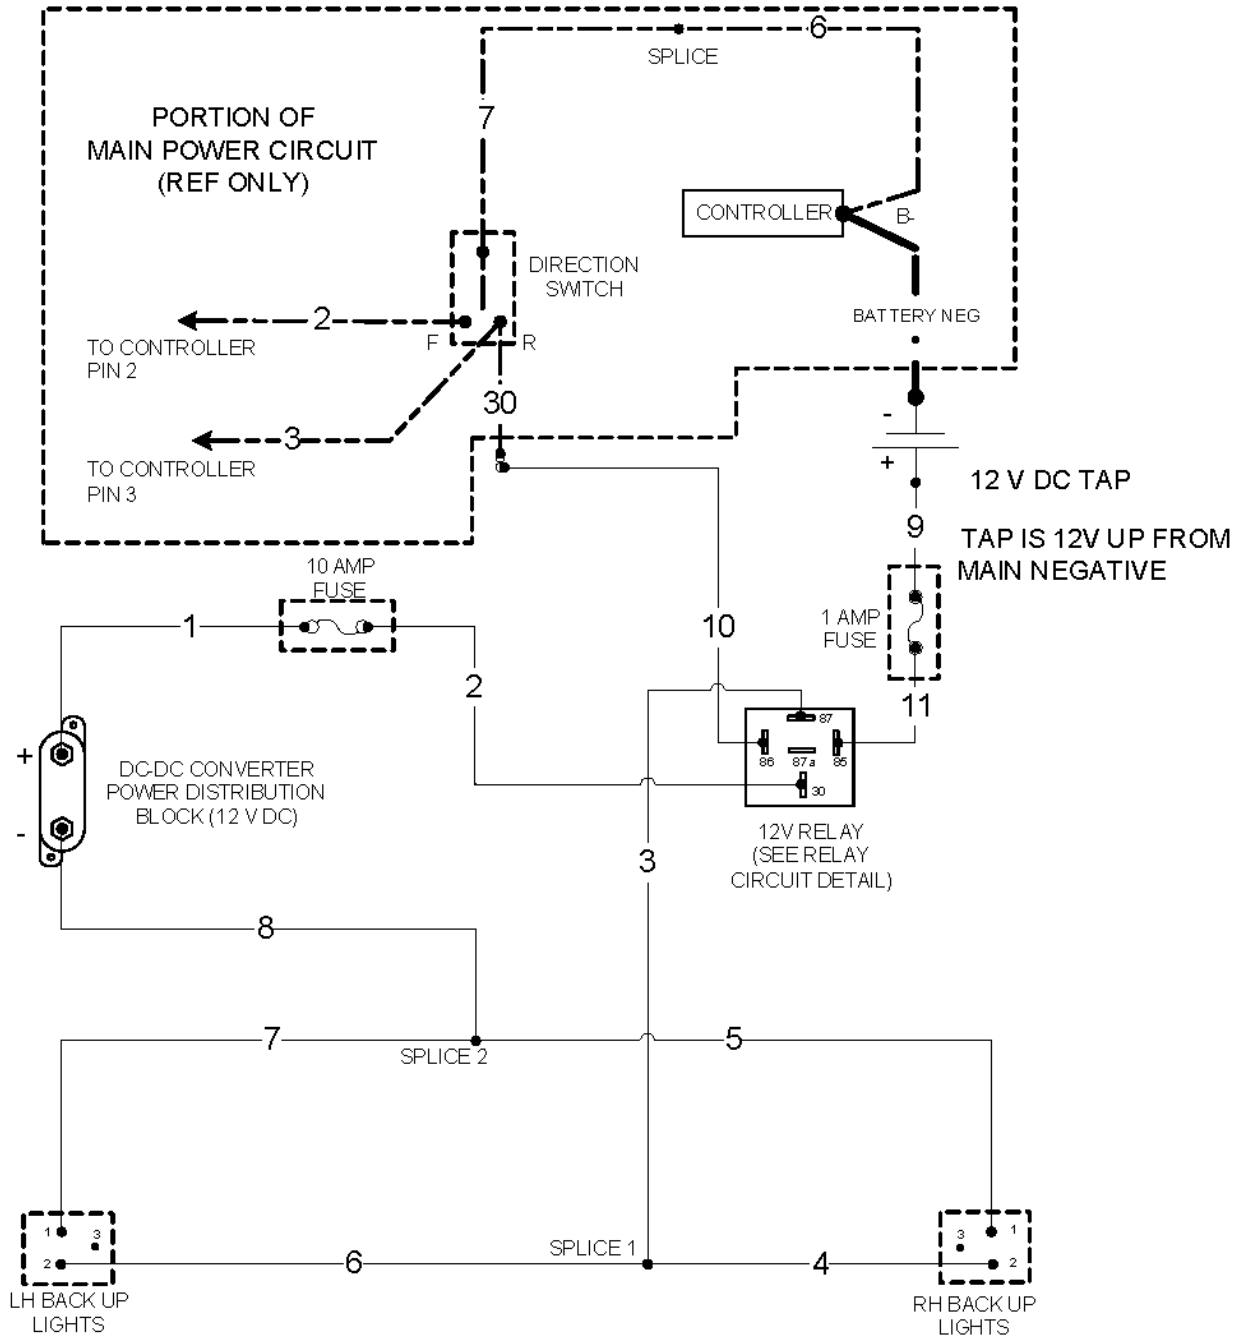 6
SPLICE
PORTION OF
MAIN POWER CIRCUIT
(REF ONLY)
7
CONTROLLER
B-
DIRECTION
SWITCH
2
F
R
BATTERY NEG
TO CONTROLLER
PIN 2
30
3
-
+
TO CONTROLLER
PIN 3
12 V DC TAP
9
TAP IS 12V UP FROM
MAIN NEGATIVE
10 AMP
FUSE
1
10
1 AMP
FUSE
2
11
87
86
87a
85
30
+
-
DC-DC CONVERTER
POWER DISTRIBUTION
BLOCK (12 V DC)
12V RELAY
(SEE RELAY
CIRCUIT DETAIL)
3
8
7
5
SPLICE 2
1
3
2
6
SPLICE 1
4
3
1
2
LH BACK UP
LIGHTS
RH BACK UP
LIGHTS